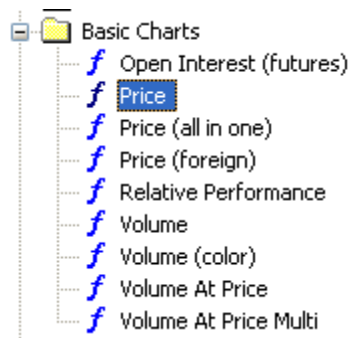 Basic Charts
Open Interest (futures)
Price
Price (all in one)
Price (foreign)
Relative Performance
Volume
Volume (color)
Volume At Price
Volume At Price Multi